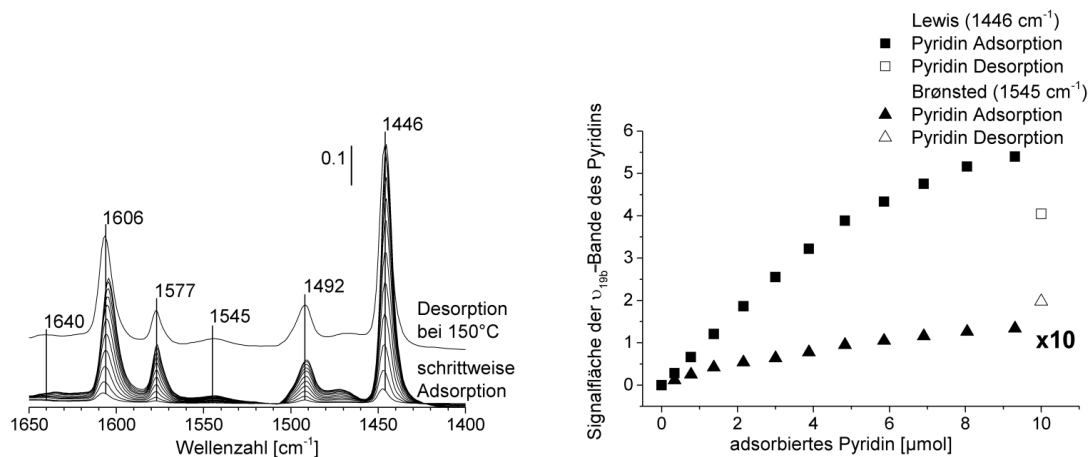 1446
0.1
1606
1577
1492
1640
1545
Desorption
bei 150°C
schrittweise
Adsorption
1650
1600
1550
1500
1450
1400
Wellenzahl [cm⁻¹]
Lewis (1446 cm⁻¹)
Pyridin Adsorption
Pyridin Desorption
Brønsted (1545 cm⁻¹)
Pyridin Adsorption
Pyridin Desorption
Signalfläche der υ₁₉b–Bande des Pyridins
6
5
4
3
2
1
0
x10
0
2
4
6
8
10
adsorbiertes Pyridin [µmol]